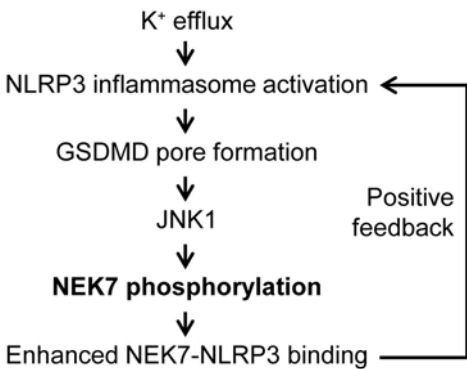 K⁺ efflux
NLRP3 inflammasome activation
GSDMD pore formation
JNK1
NEK7 phosphorylation
Enhanced NEK7-NLRP3 binding
Positive
feedback